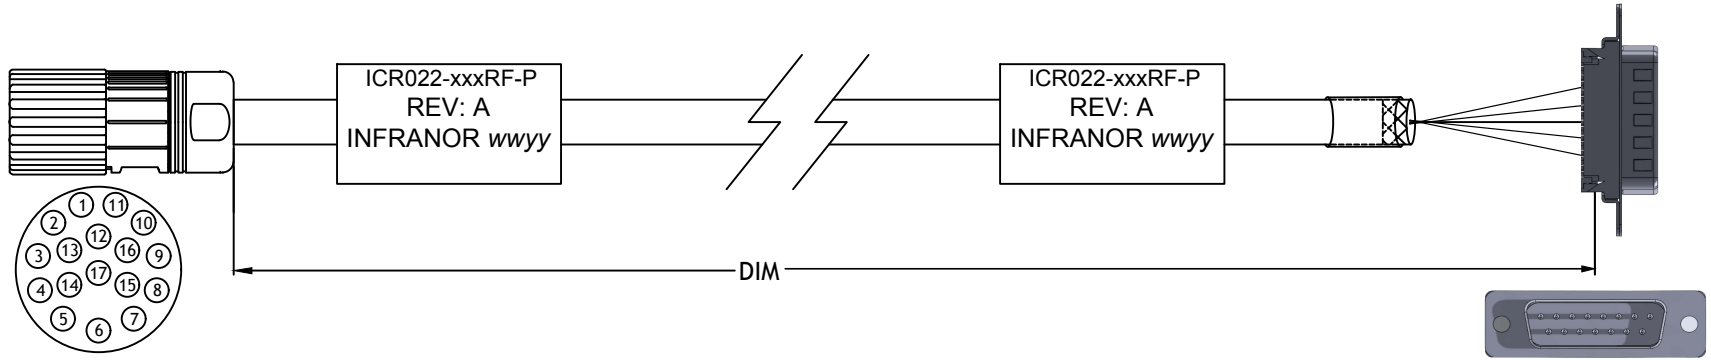 ICR022-xxxRF-P
REV: A
INFRANOR wwyy
ICR022-xxxRF-P
REV: A
INFRANOR wwyy
1 11
2 10
12
3 13 16 9
17
4 14 15 8
5 7
6
DIM